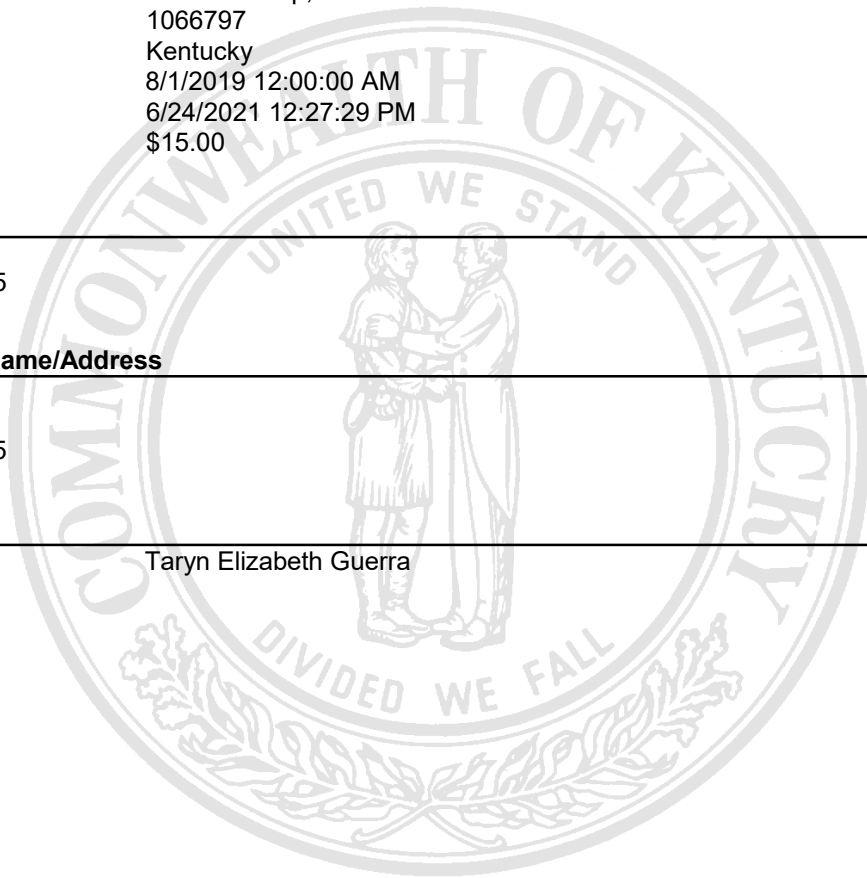 1066797
Kentucky
8/1/2019 12:00:00 AM
6/24/2021 12:27:29 PM
$15.00
COMMONWEALTH OF KENTUCKY
UNITED WE STAND
5
ame/Address
5
Taryn Elizabeth Guerra
DIVIDED WE FALL